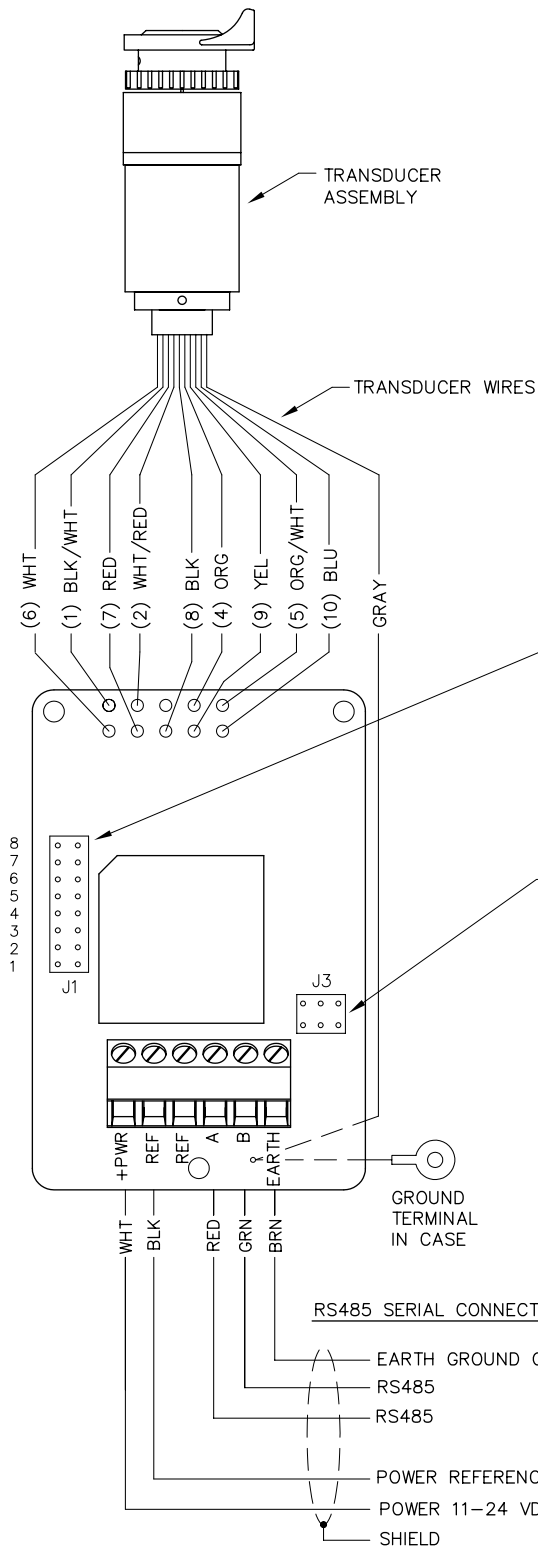 TRANSDUCER
ASSEMBLY
TRANSDUCER WIRES
(6) WHT
(1) BLK/WHT
(7) RED
(2) WHT/RED
(8) BLK
(4) ORG
(9) YEL
(5) ORG/WHT
(10) BLU
GRAY
8
7
6
5
4
3
2
1
J1
J3
+PWR
REF
REF
A
B
EARTH
GROUND
TERMINAL
IN CASE
WHT
BLK
RED
GRN
BRN
RS485 SERIAL CONNECT
EARTH GROUND
RS485
RS485
POWER REFERENC
POWER 11-24 VD
SHIELD